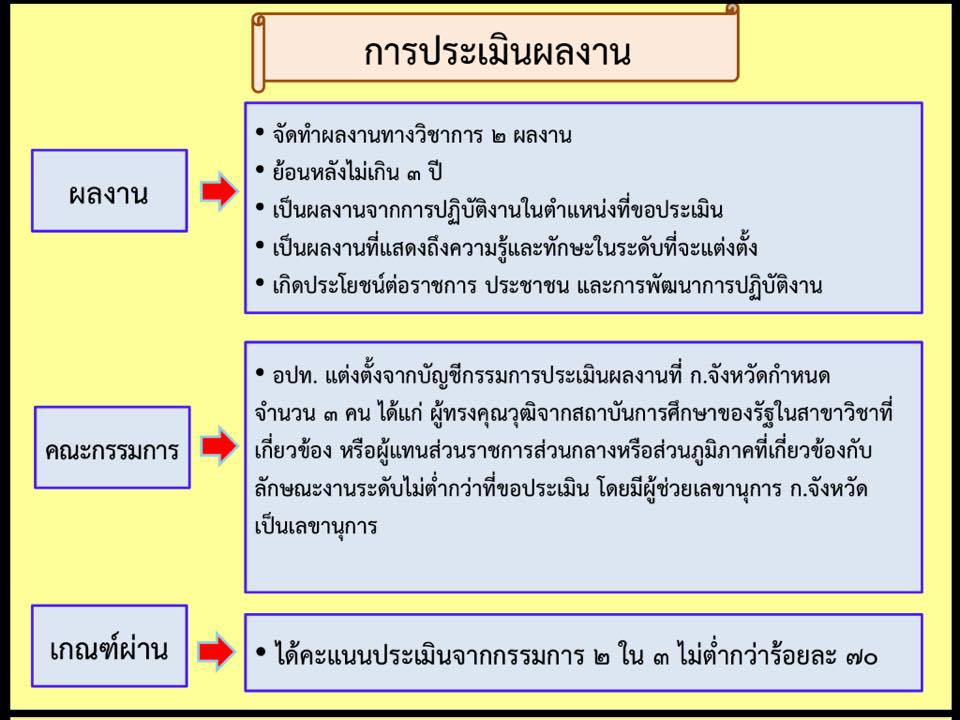 การประเมินผลงาน
ผลงาน
• จัดทำผลงานทางวิชาการ ๒ ผลงาน
• ย้อนหลังไม่เกิน ๓ ปี
• เป็นผลงานจากการปฏิบัติงานในตำแหน่งที่ขอประเมิน
• เป็นผลงานที่แสดงถึงความรู้และทักษะในระดับที่จะแต่งตั้ง
• เกิดประโยชน์ต่อราชการ ประชาชน และการพัฒนาการปฏิบัติงาน
คณะกรรมการ
• อปท. แต่งตั้งจากบัญชีกรรมการประเมินผลงานที่ ก.จังหวัดกำหนด
จำนวน ๓ คน ได้แก่ ผู้ทรงคุณวุฒิจากสถาบันการศึกษาของรัฐในสาขาวิชาที่
เกี่ยวข้อง หรือผู้แทนส่วนราชการส่วนกลางหรือส่วนภูมิภาคที่เกี่ยวข้องกับ
ลักษณะงานระดับไม่ต่ำกว่าที่ขอประเมิน โดยมีผู้ช่วยเลขานุการ ก.จังหวัด
เป็นเลขานุการ
เกณฑ์ผ่าน
• ได้คะแนนประเมินจากกรรมการ ๒ ใน ๓ ไม่ต่ำกว่าร้อยละ ๗๐